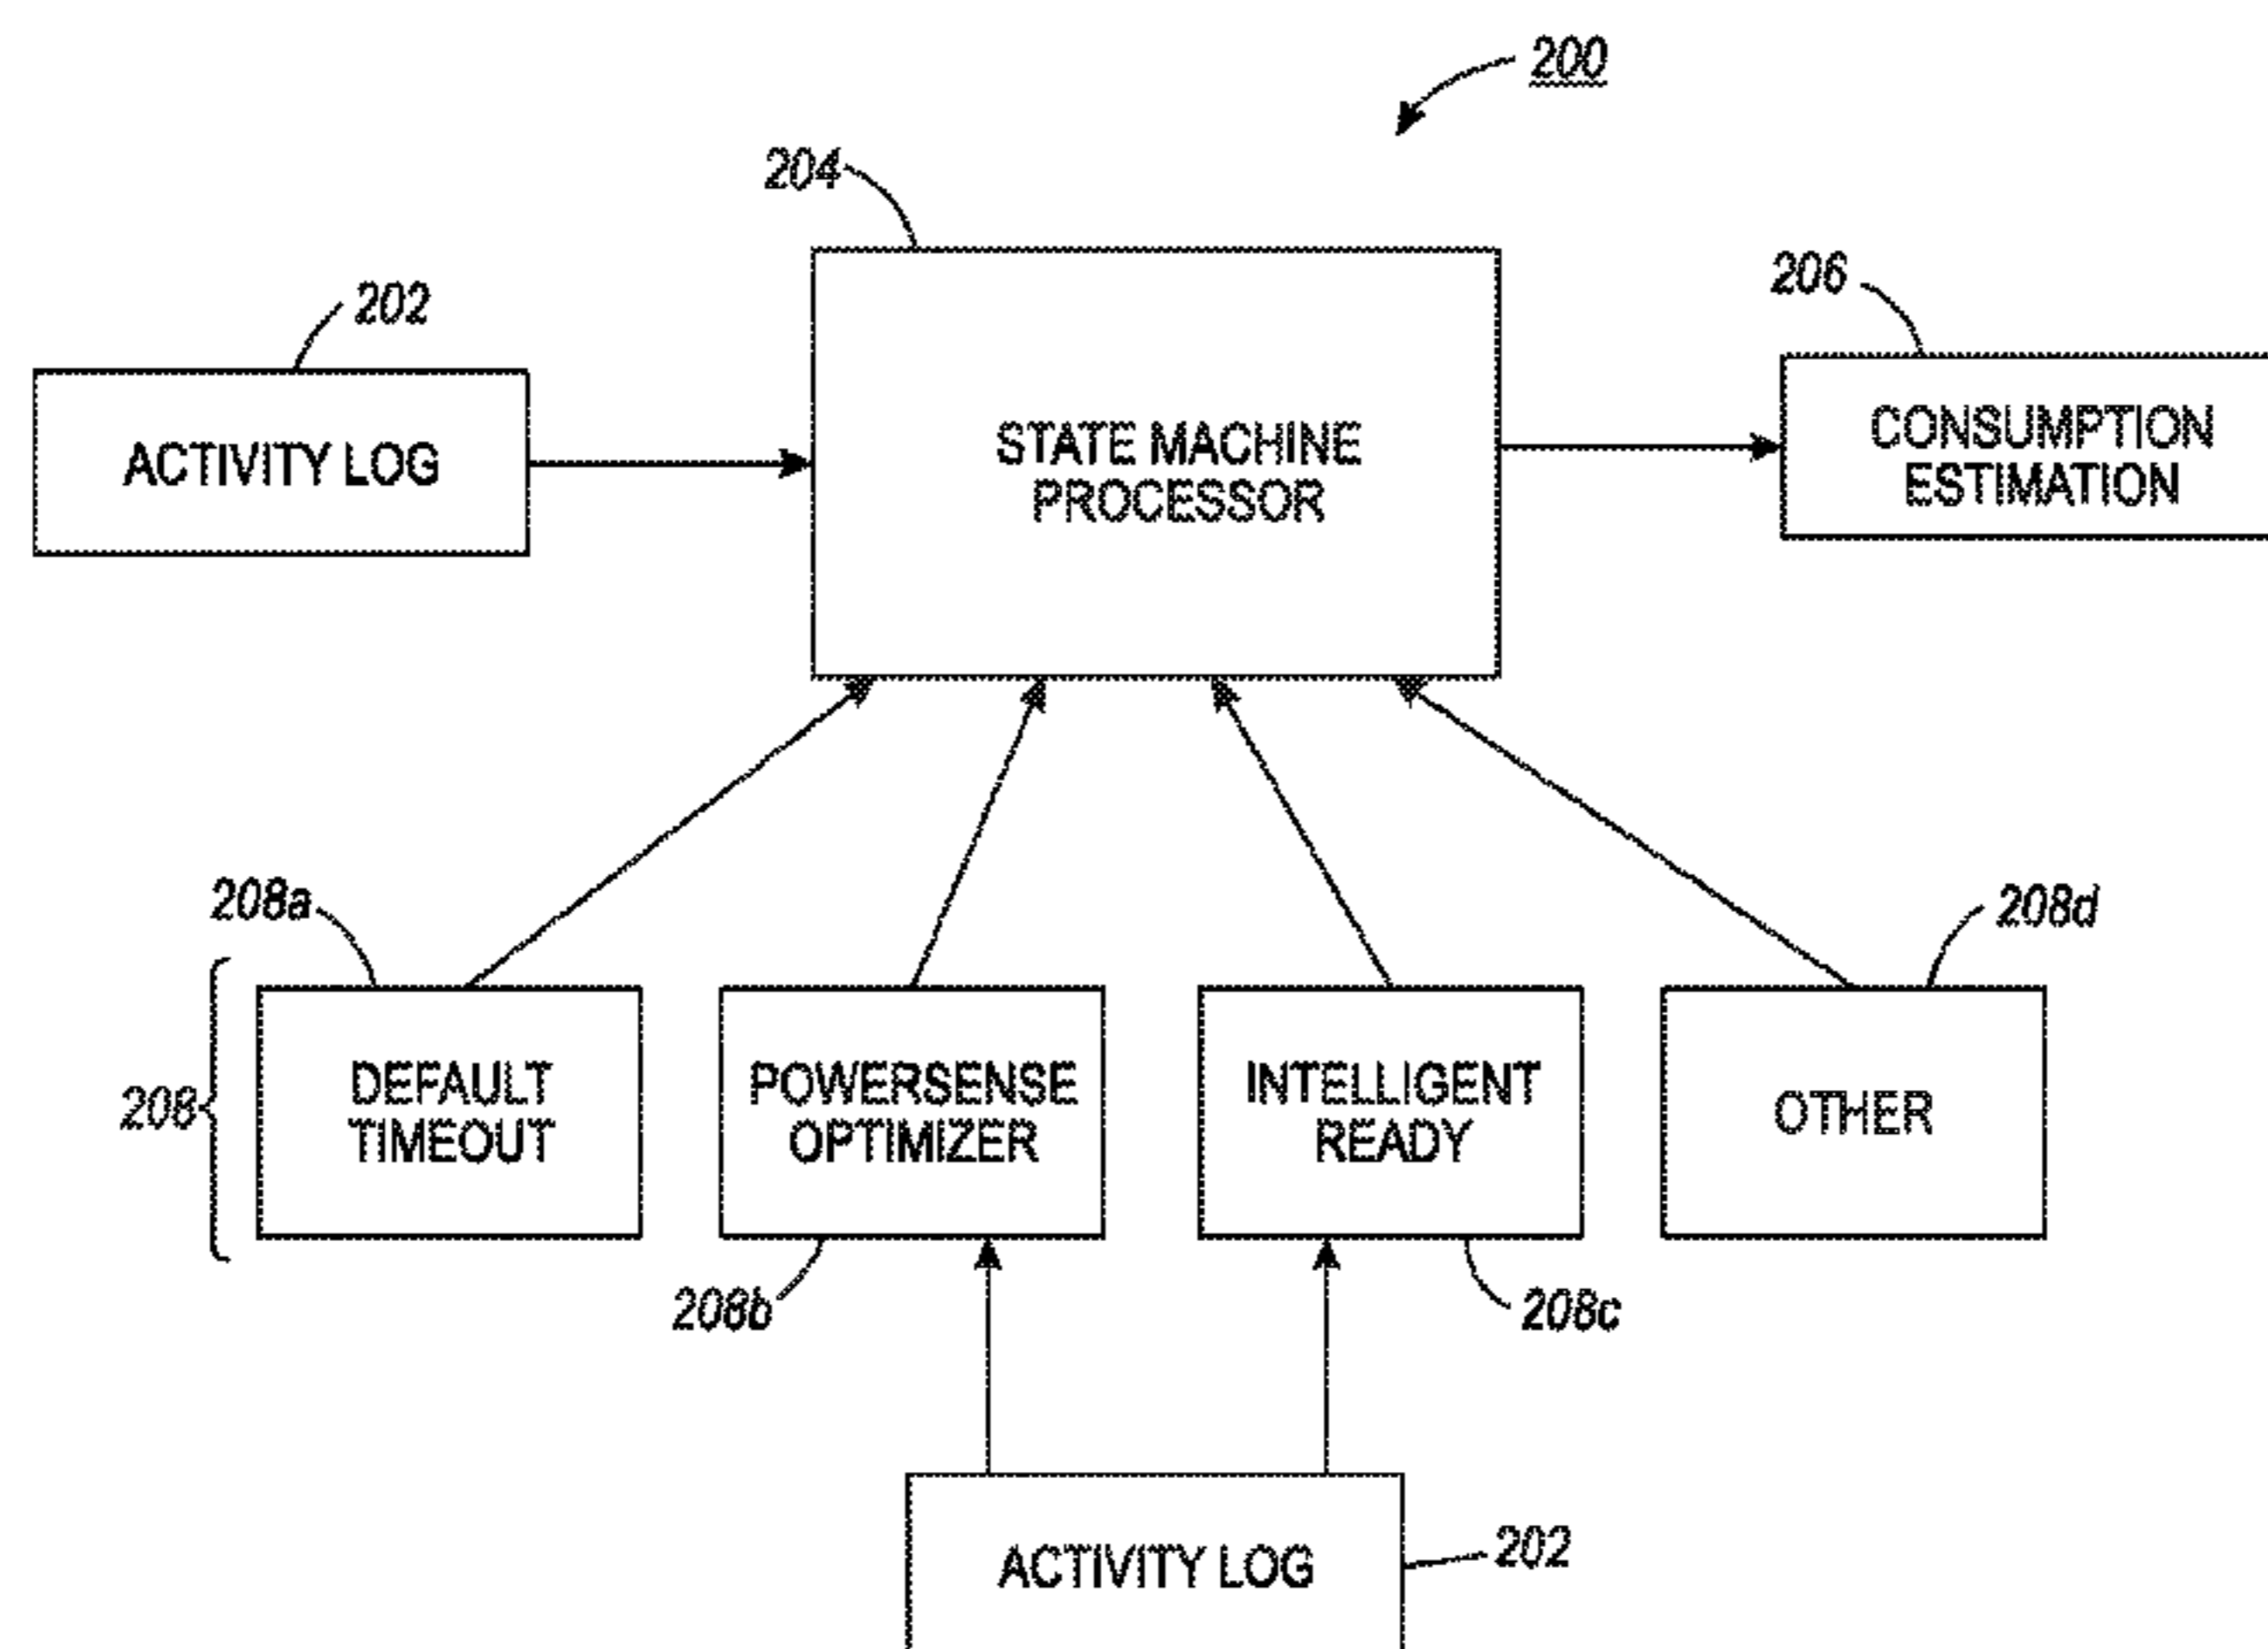 200
204
202
206
ACTIVITY LOG
STATE MACHINE
PROCESSOR
CONSUMPTION
ESTIMATION
208a
208d
208
DEFAULT
TIMEOUT
POWERSENSE
OPTIMIZER
INTELLIGENT
READY
OTHER
208b
208c
ACTIVITY LOG
202